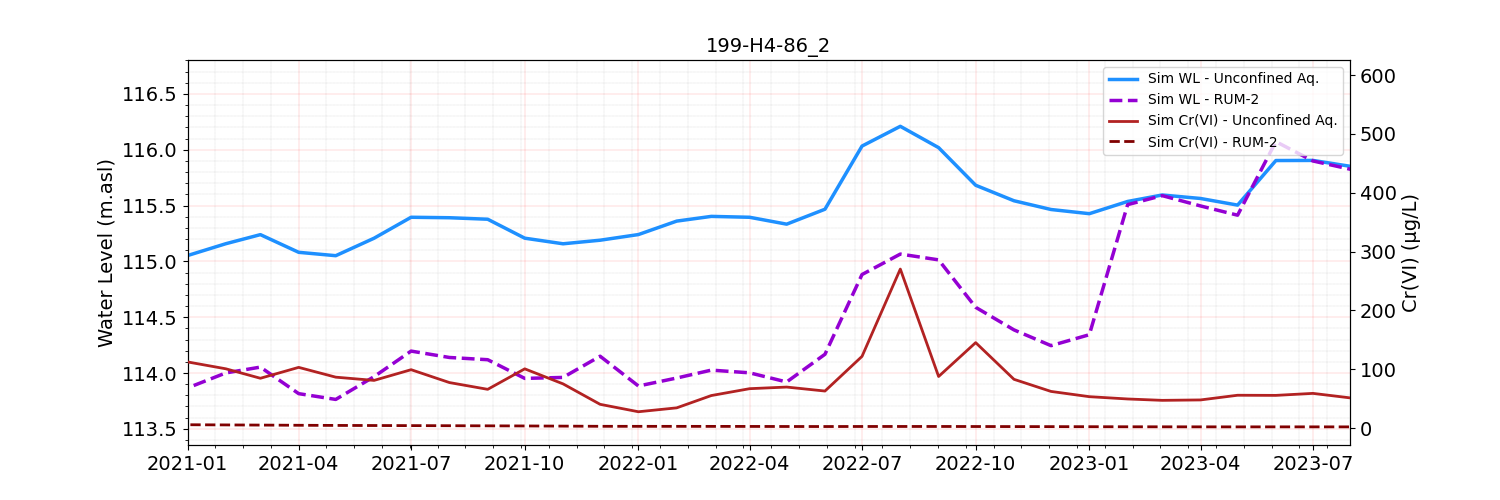 199-H4-86_2
Water Level (m.asl)
116.5
116.0
115.5
115.0
114.5
114.0
113.5
Sim WL - Unconfined Aq.
Sim WL - RUM-2
Sim Cr(VI) - Unconfined Aq.
Sim Cr(VI) - RUM-2
600
500
400
300
200
100
0
Cr(VI) (μg/L)
2021-01 2021-04 2021-07 2021-10 2022-01 2022-04 2022-07 2022-10 2023-01 2023-04 2023-07